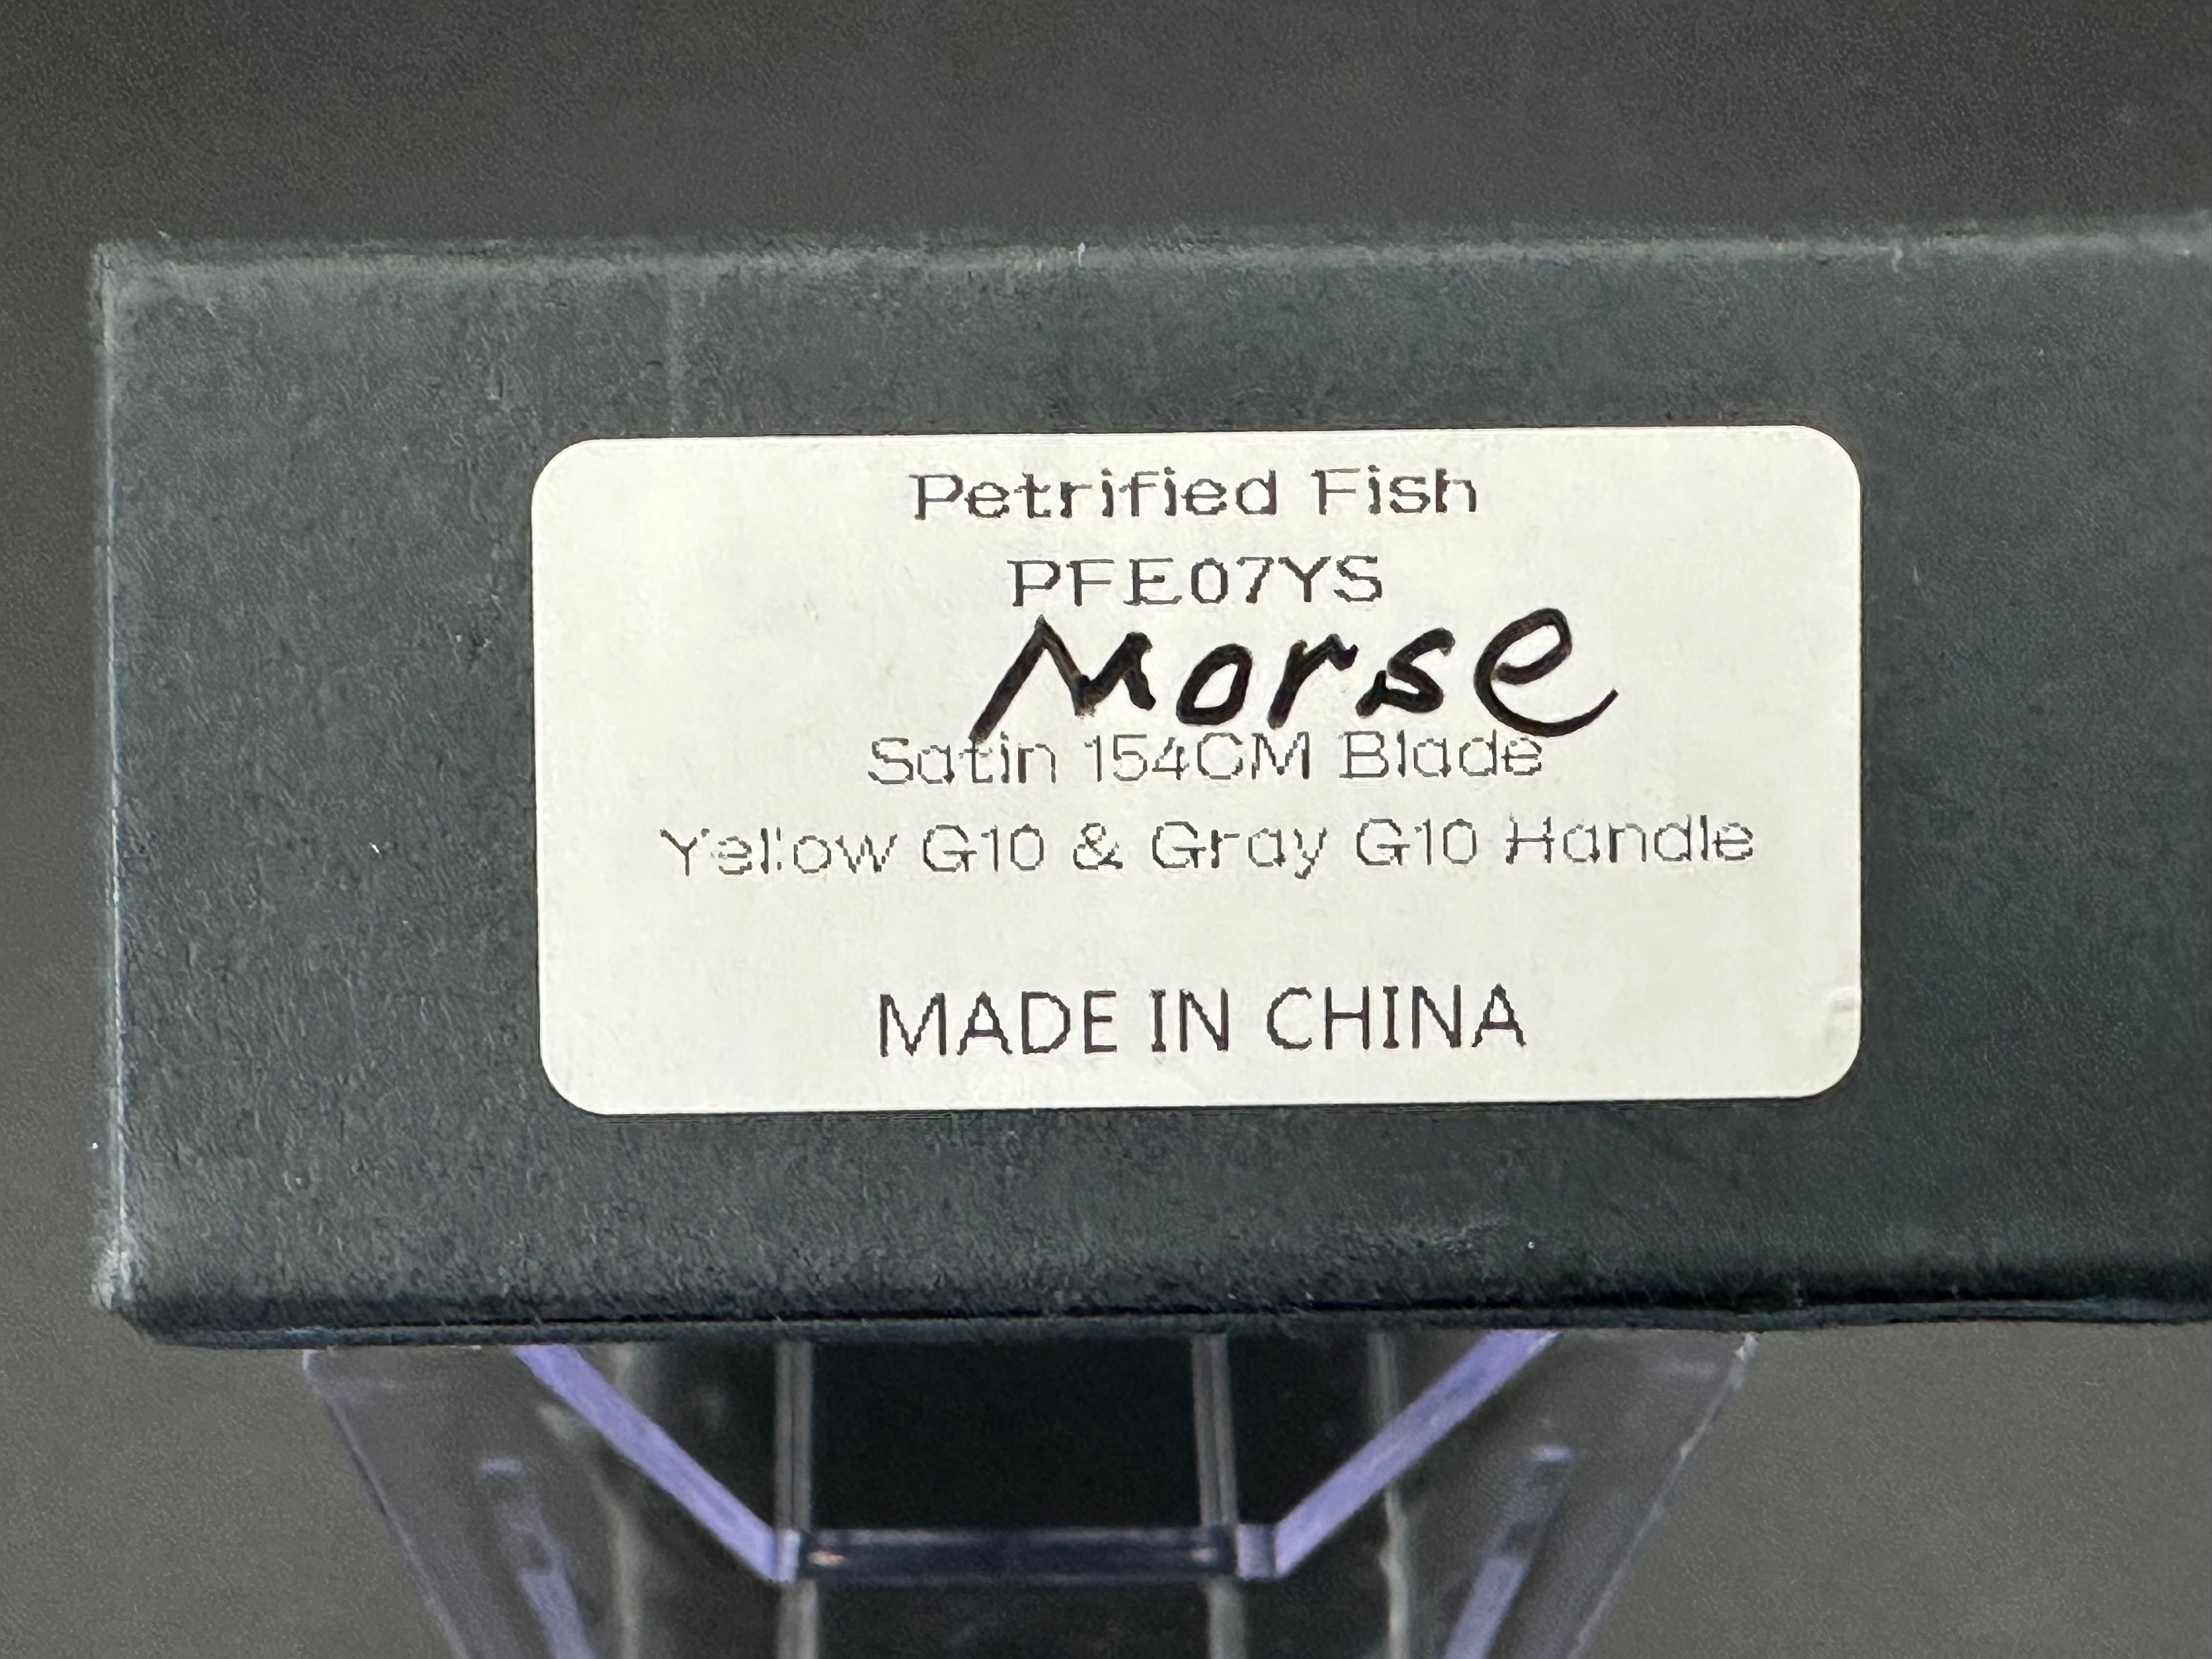 Petrified Fish
PFE07YS
Morse
Satin 154CM Blade
Yellow G10 & Gray G10 Handle
MADE IN CHINA